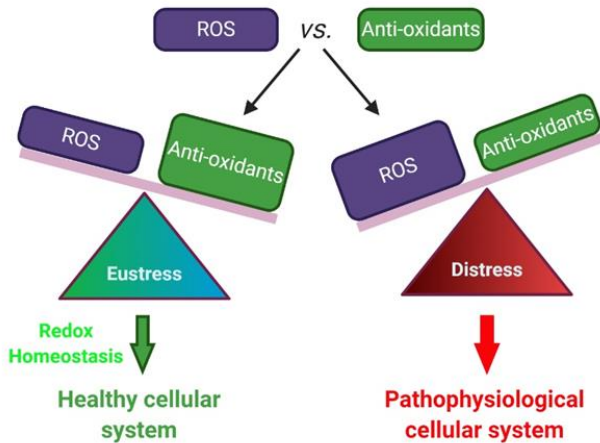 ROS vs. Anti-oxidants
ROS
Anti-oxidants
ROS
Anti-oxidants
Eustress
Distress
Redox
Homeostasis
Healthy cellular
system
Pathophysiological
cellular system